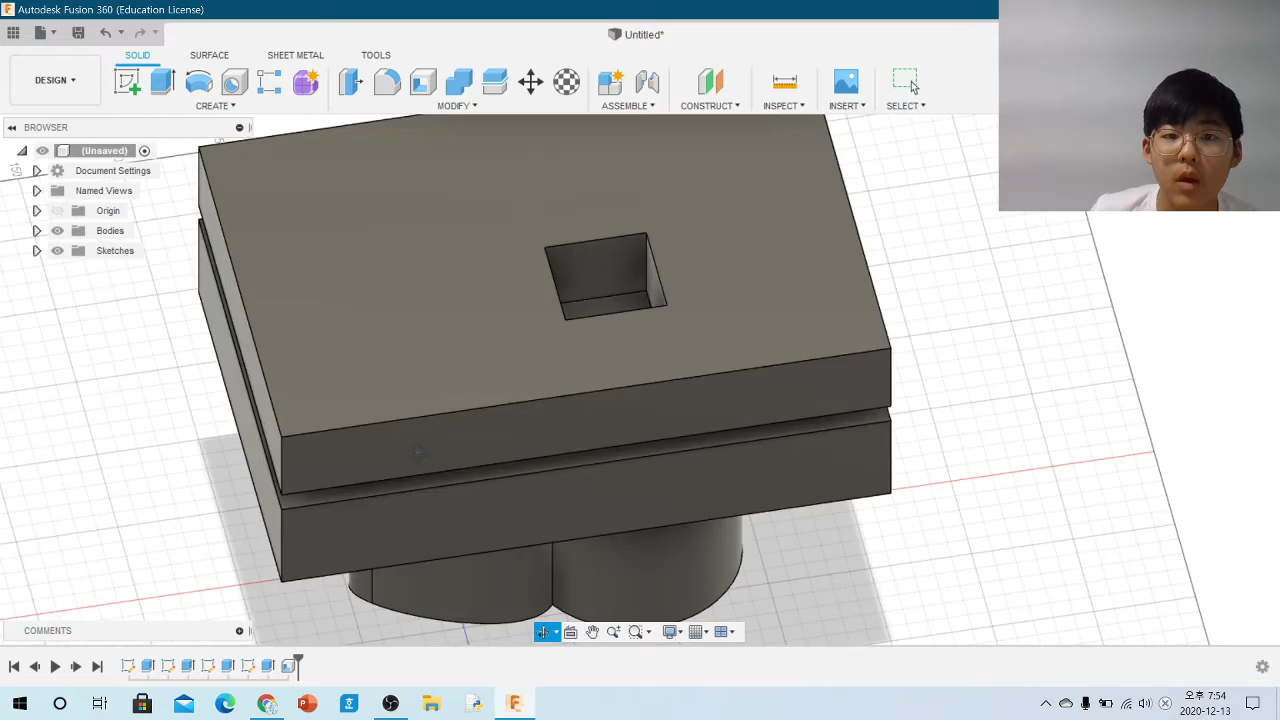 Autodesk Fusion 360 (Education License)
Untitled*
SOLID SURFACE SHEET METAL TOOLS
DESIGN
CREATE MODIFY ASSEMBLE CONSTRUCT INSPECT INSERT SELECT
BROWSER
(Unsaved)
Document Settings
Named Views
Origin
Bodies
Sketches
COMMENTS
오후 7:54
2020-12-13